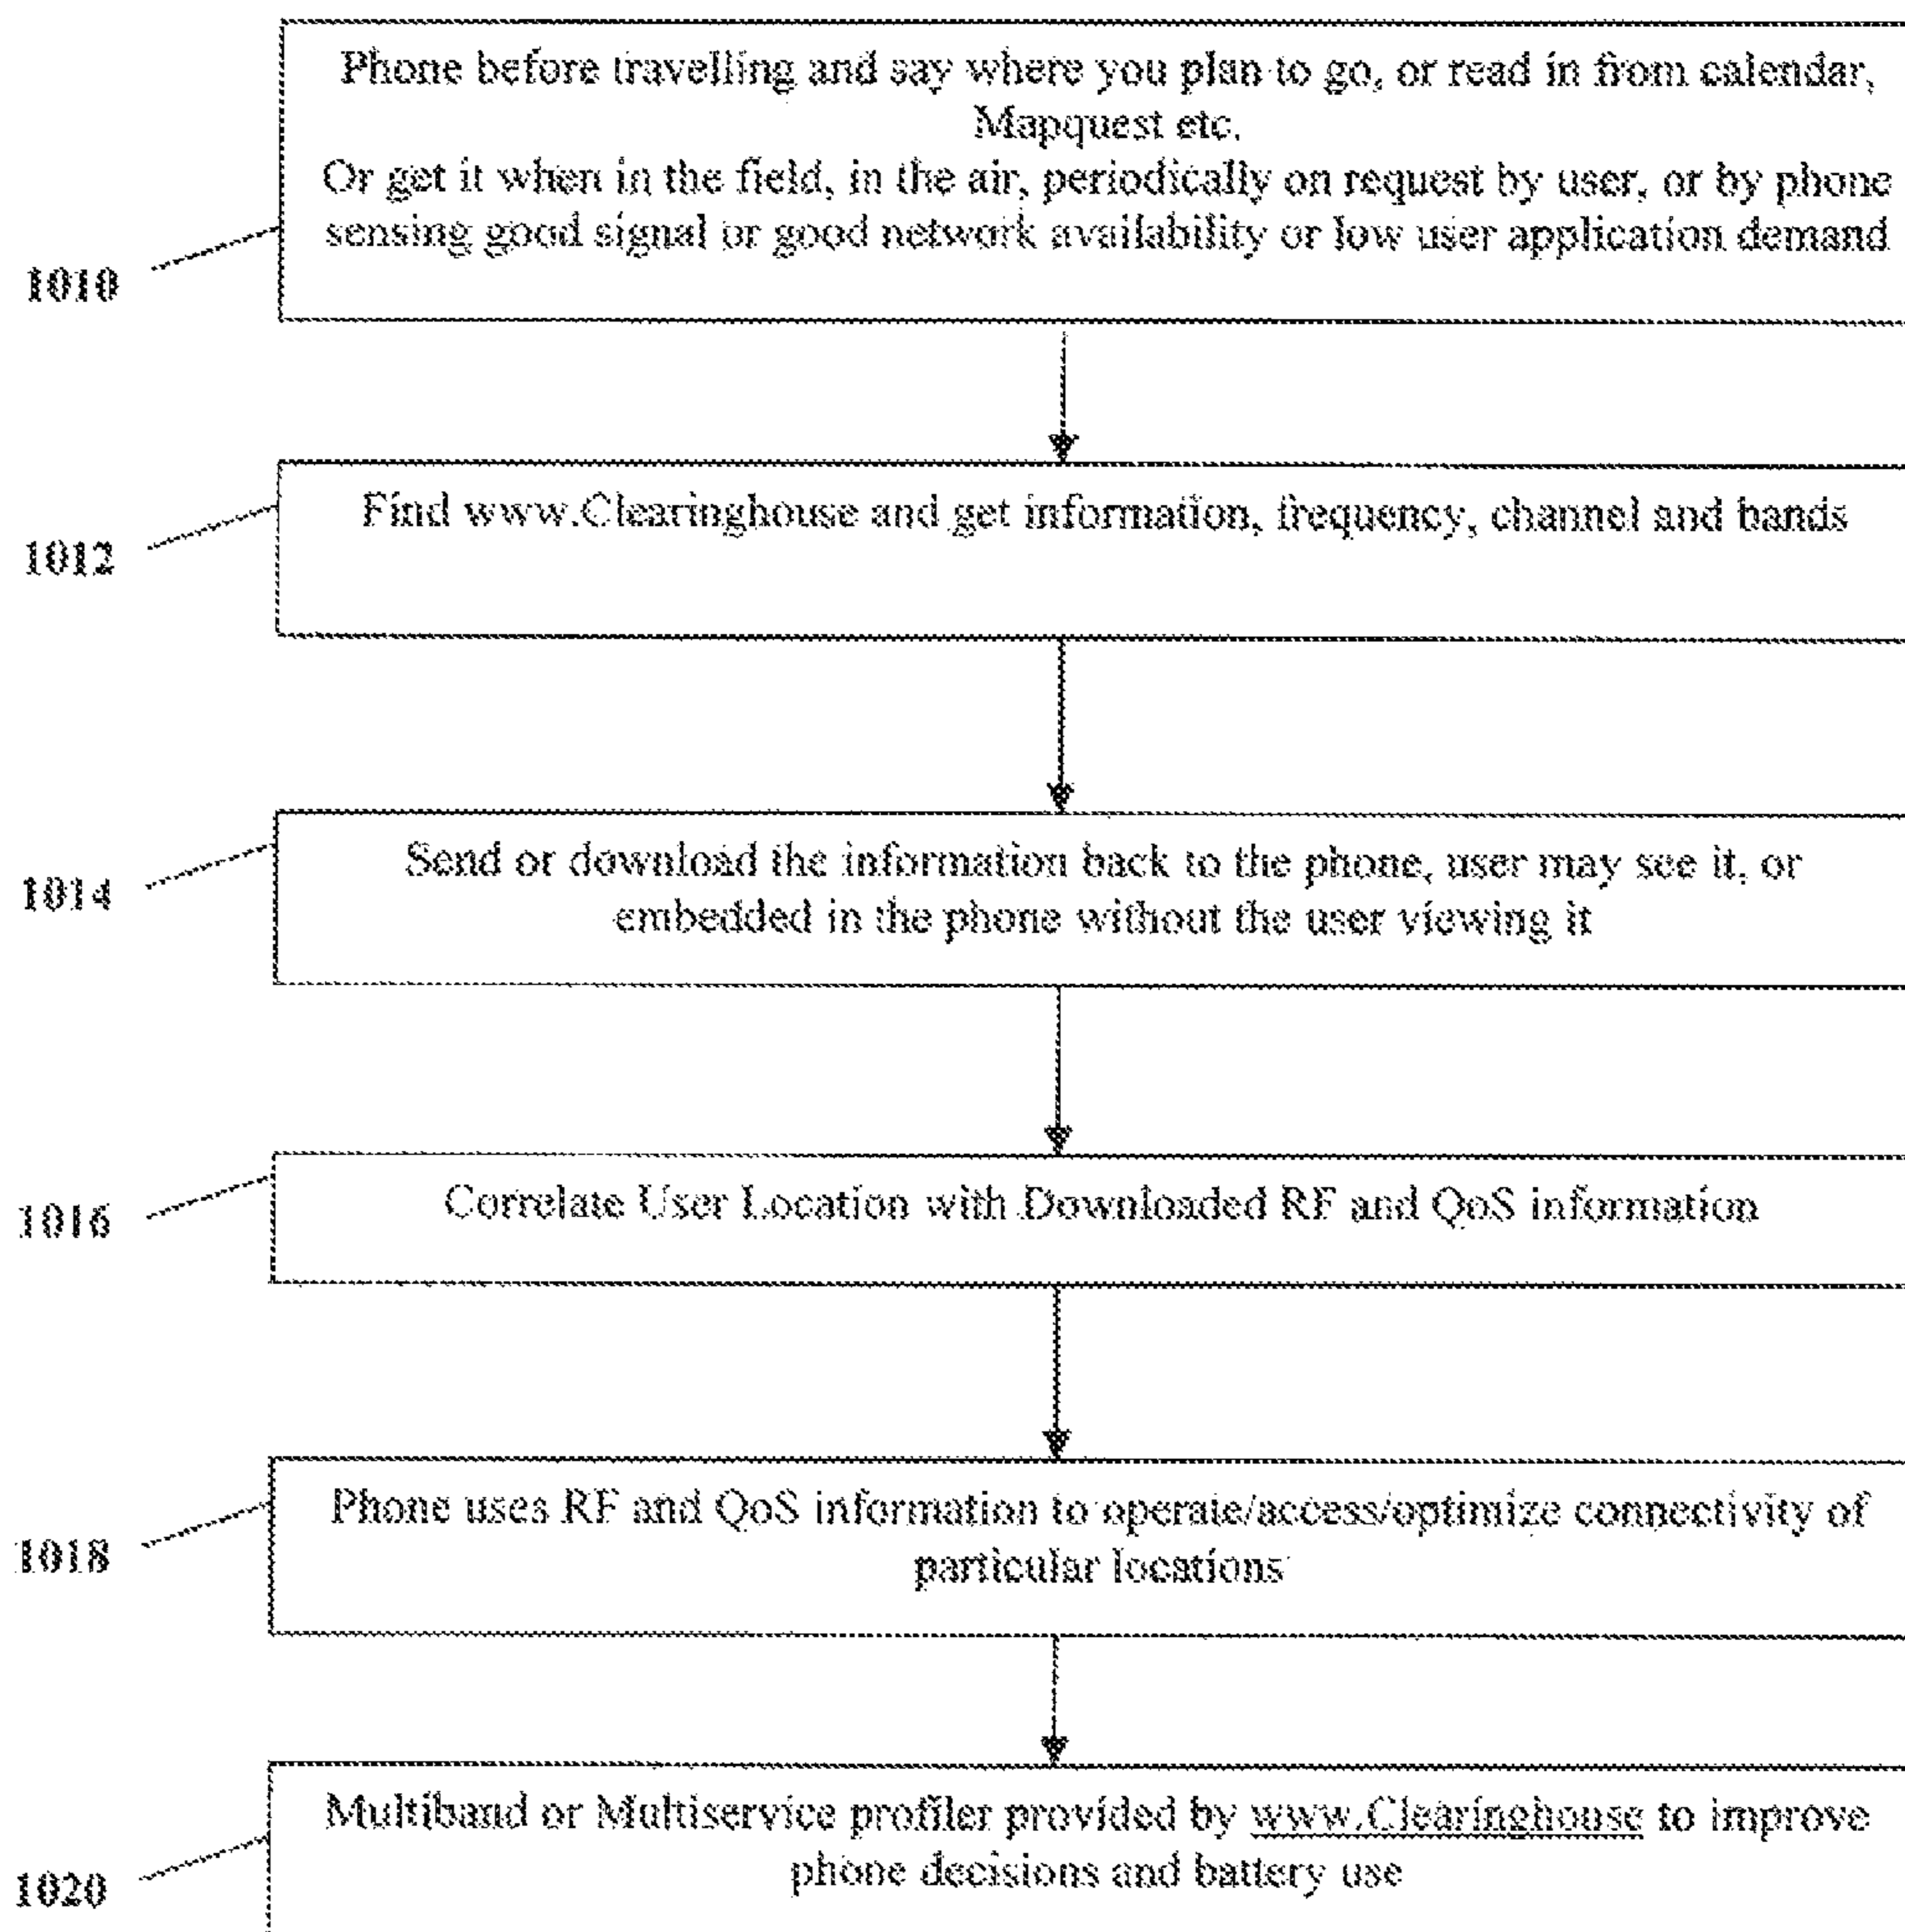 Phone before travelling and say where you plan to go, or read in from calendar,
Mapquest etc.
Or get it when in the field, in the air, periodically on request by user, or by phone
sensing good signal or good network availability or low user application demand
1010
Find www.Clearinghouse and get information, frequency, channel and bands
1012
Send or download the information back to the phone, user may see it, or
embedded in the phone without the user viewing it
1014
Correlate User Location with Downloaded RF and QoS information
1016
Phone uses RF and QoS information to operate/access/optimize connectivity of
particular locations
1018
Multiband or Multiservice profiler provided by www.Clearinghouse to improve
phone decisions and battery use
1020